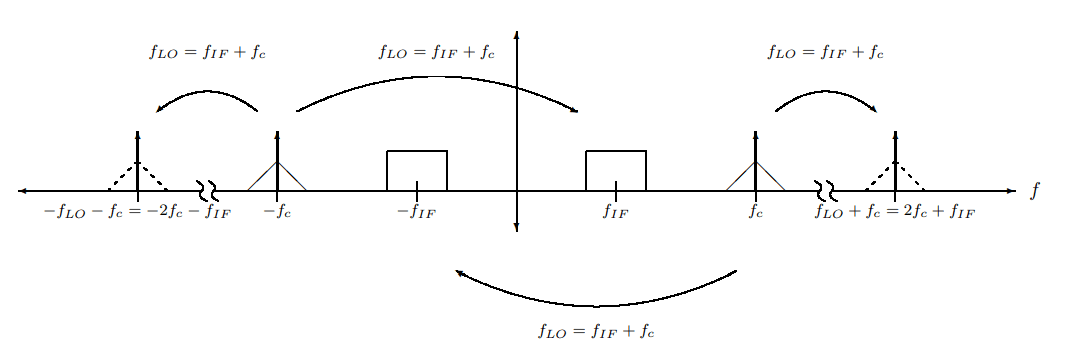 f_{LO} = f_{IF} + f_c
f_{LO} = f_{IF} + f_c
f_{LO} = f_{IF} + f_c
f
-f_{LO} - f_c = -2f_c - f_{IF}
-f_c
-f_{IF}
f_{IF}
f_c
f_{LO} + f_c = 2f_c + f_{IF}
f_{LO} = f_{IF} + f_c